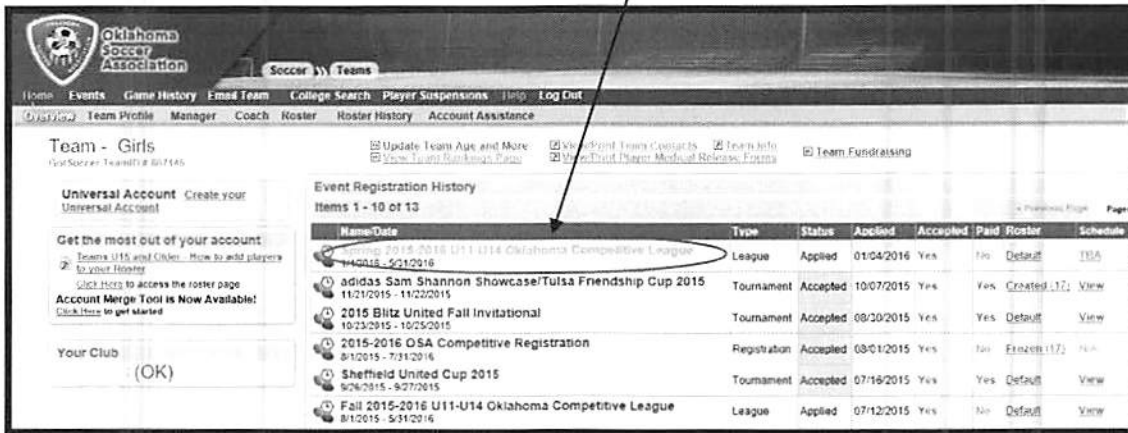 Oklahoma
Soccer
Association
Soccer Teams
Home Events Game History Email Team College Search Player Suspensions Help Log Out
Overview Team Profile Manager Coach Roster Roster History Account Assistance
Team - Girls
Update Team Age and More View/Print Team Contacts Team Info Team Fundraising
View Team Rankings Page View/Print Player Medical Release Forms
Universal Account Create your
Universal Account
Get the most out of your account
Teams U15 and Older - How to add players
to your Roster
Click Here to access the roster page
Account Merge Tool is Now Available!
Click Here to get started
Your Club
(OK)
Event Registration History
Items 1 - 10 of 13
Previous Page Page
Name/Date Type Status Applied Accepted Paid Roster Schedule
Spring 2015-2016 U11-U14 Oklahoma Competitive League League Applied 01/04/2016 Yes No Default TBA
1/4/2016 - 5/31/2016
adidas Sam Shannon Showcase/Tulsa Friendship Cup 2015 Tournament Accepted 10/07/2015 Yes Yes Created (17) View
11/21/2015 - 11/22/2015
2015 Blitz United Fall Invitational Tournament Accepted 08/30/2015 Yes Yes Default View
10/23/2015 - 10/25/2015
2015-2016 OSA Competitive Registration Registration Accepted 08/01/2015 Yes No Frozen (17) N/A
8/1/2015 - 7/31/2016
Sheffield United Cup 2015 Tournament Accepted 07/16/2015 Yes Yes Default View
9/26/2015 - 9/27/2015
Fall 2015-2016 U11-U14 Oklahoma Competitive League League Applied 07/12/2015 Yes No Default View
8/1/2015 - 5/31/2016